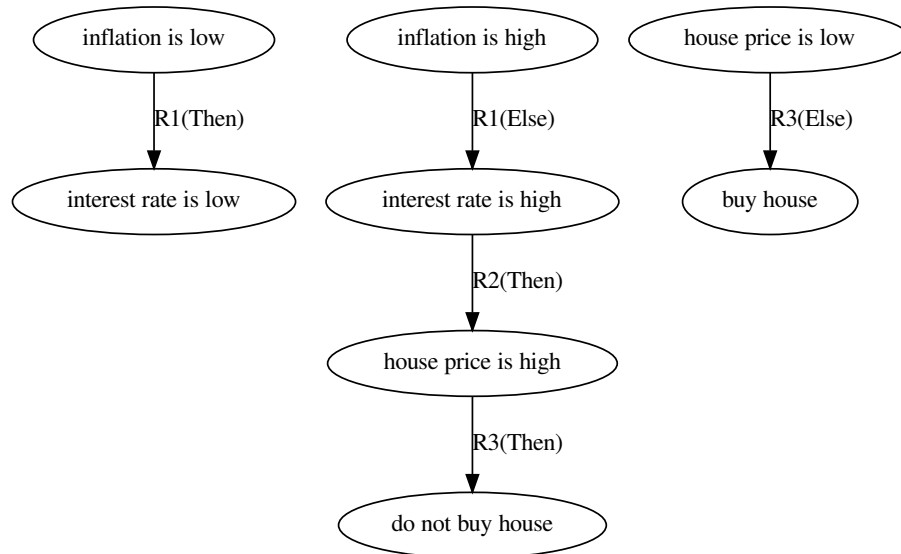 inflation is low
inflation is high
house price is low
R1(Then)
R1(Else)
R3(Else)
interest rate is low
interest rate is high
buy house
R2(Then)
house price is high
R3(Then)
do not buy house